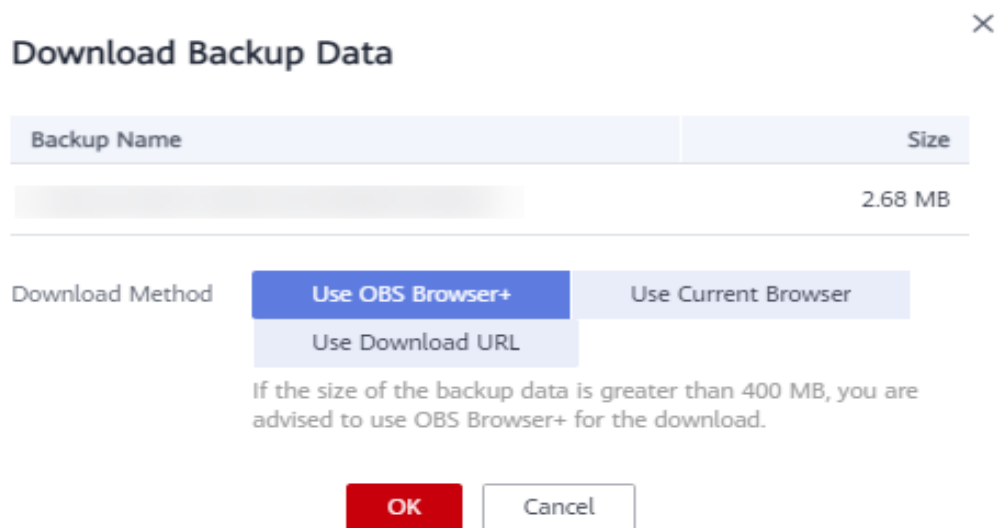 Download Backup Data
Backup Name Size
2.68 MB
Download Method Use OBS Browser+ Use Current Browser
Use Download URL
If the size of the backup data is greater than 400 MB, you are
advised to use OBS Browser+ for the download.
OK Cancel